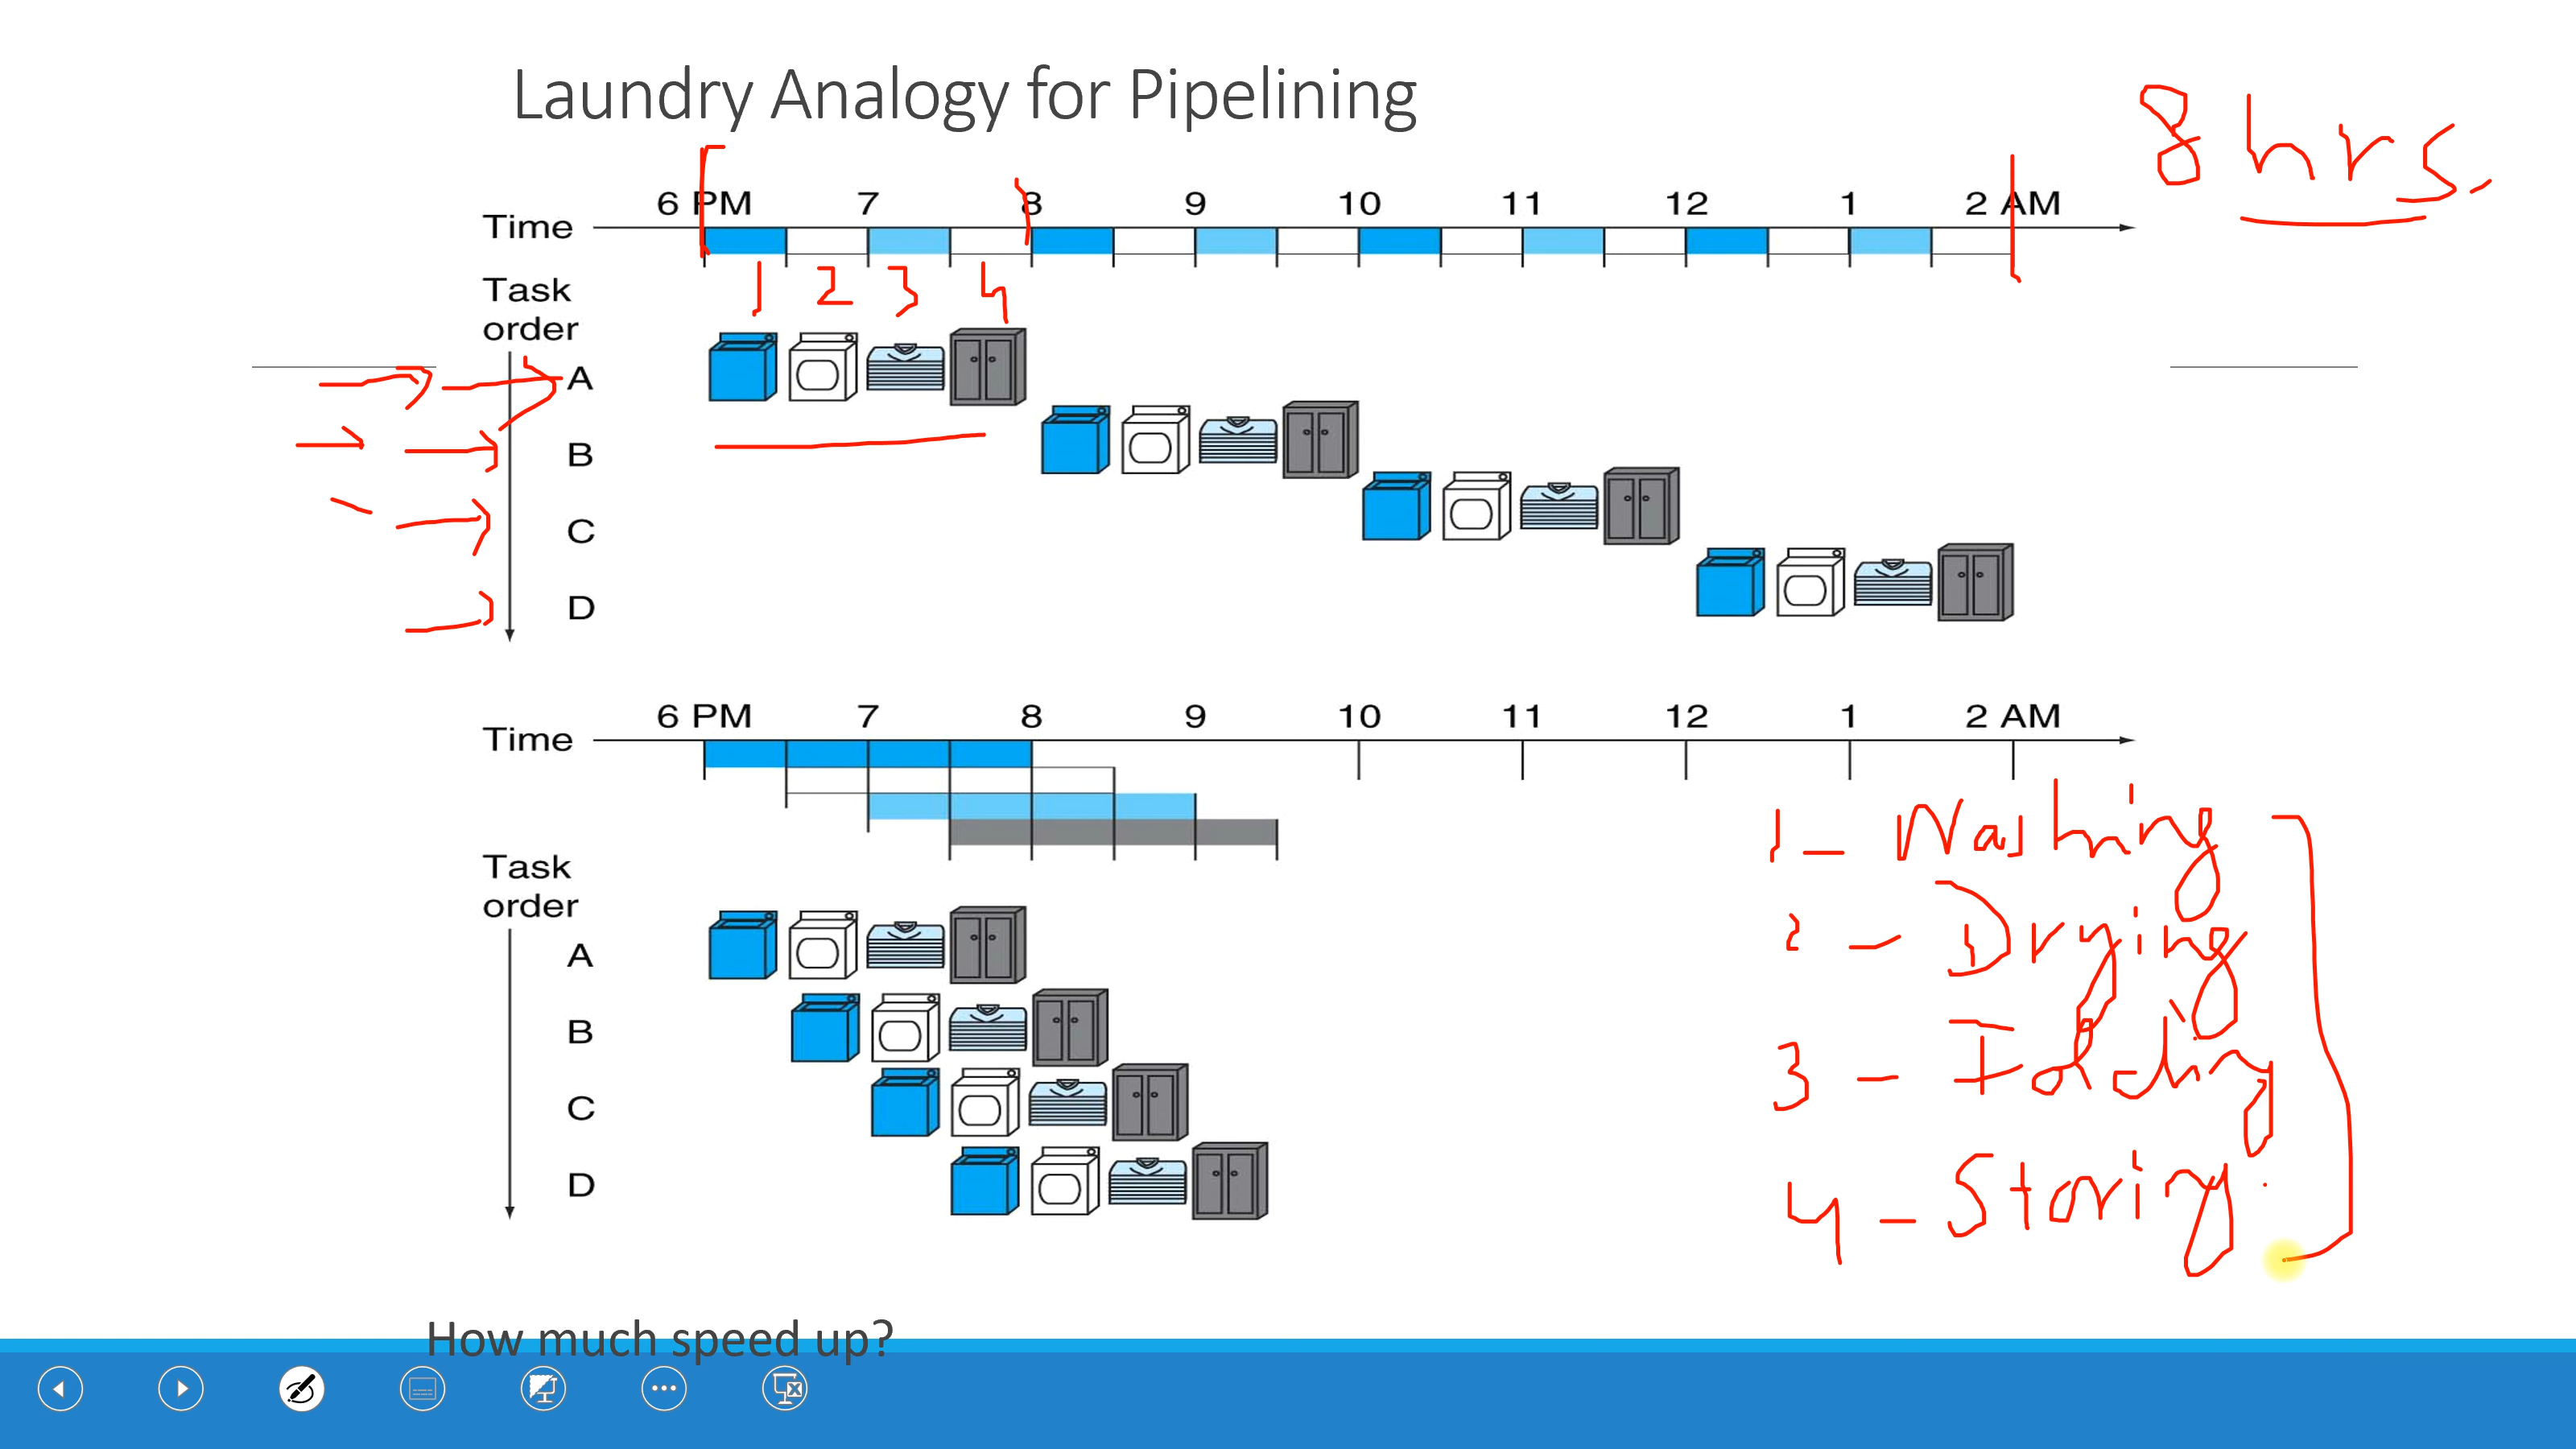 Laundry Analogy for Pipelining
8 hrs.
6 PM 7 8 9 10 11 12 1 2 AM
Time
1 2 3 4
Task
order
A
B
C
D
6 PM 7 8 9 10 11 12 1 2 AM
Time
1 - Washing
Task
order
2 - Drying
A
B
3 - Folding
C
D
4 - Storing.
How much speed up?